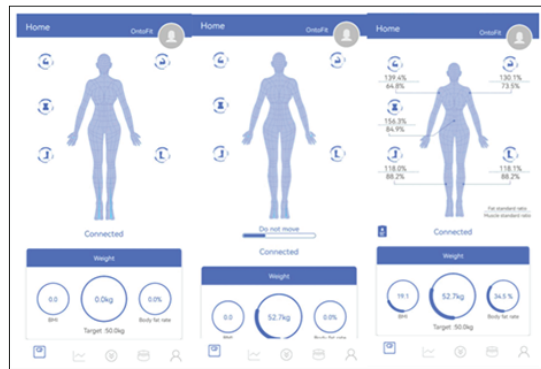 Home
OntoFit
Connected
Weight
0.0
0.0kg
0.0%
BMI
Body fat rate
Target :50.0kg
Home
OntoFit
Do not move
Connected
Weight
0.0
52.7kg
0.0%
BMI
Body fat rate
Home
OntoFit
139.4%
64.8%
130.1%
73.5%
156.3%
84.9%
118.0%
88.2%
118.1%
88.2%
Fat standard ratio
Muscle standard ratio
Connected
Weight
19.1
52.7kg
34.5 %
BMI
Body fat rate
Target :50.0kg